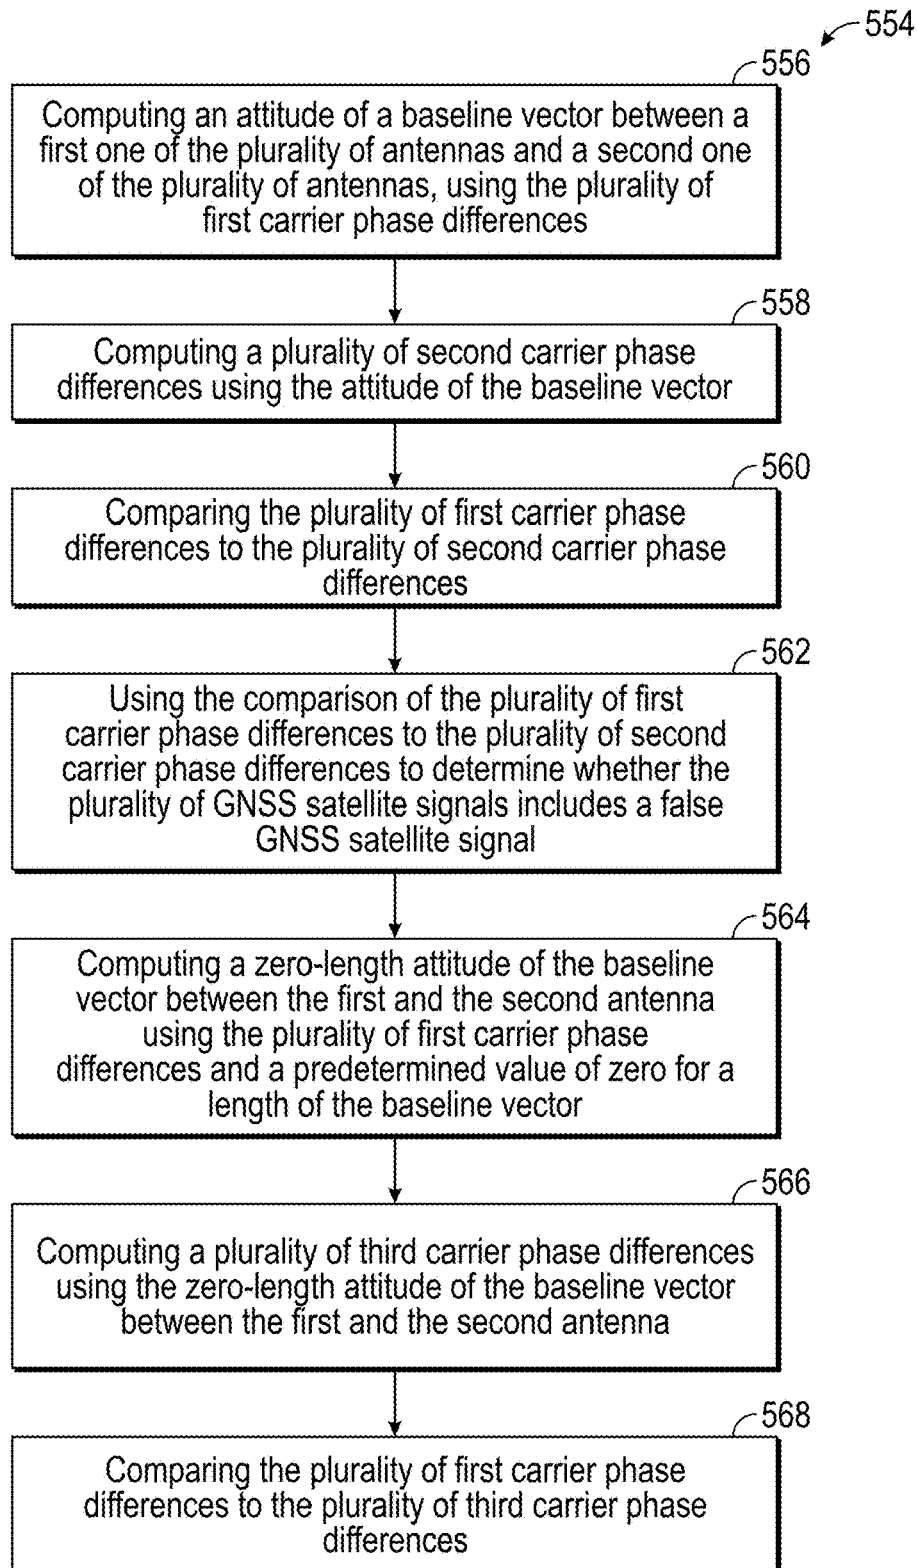 554
556
Computing an attitude of a baseline vector between a
first one of the plurality of antennas and a second one
of the plurality of antennas, using the plurality of
first carrier phase differences
558
Computing a plurality of second carrier phase
differences using the attitude of the baseline vector
560
Comparing the plurality of first carrier phase
differences to the plurality of second carrier phase
differences
562
Using the comparison of the plurality of first
carrier phase differences to the plurality of second
carrier phase differences to determine whether the
plurality of GNSS satellite signals includes a false
GNSS satellite signal
564
Computing a zero-length attitude of the baseline
vector between the first and the second antenna
using the plurality of first carrier phase
differences and a predetermined value of zero for a
length of the baseline vector
566
Computing a plurality of third carrier phase differences
using the zero-length attitude of the baseline vector
between the first and the second antenna
568
Comparing the plurality of first carrier phase
differences to the plurality of third carrier phase
differences